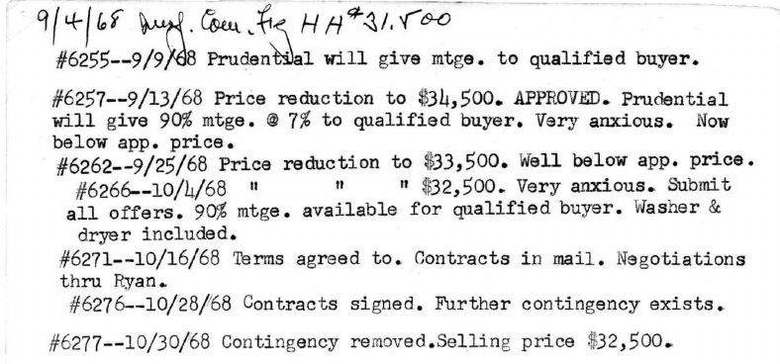 9/4/68 Com. Fig HH #31.500
#6255--9/9/68 Prudential will give mtge. to qualified buyer.
#6257--9/13/68 Price reduction to $34,500. APPROVED. Prudential
will give 90% mtge. @ 7% to qualified buyer. Very anxious. Now
below app. price.
#6262--9/25/68 Price reduction to $33,500. Well below app. price.
#6266--10/4/68 " " " $32,500. Very anxious. Submit
all offers. 90% mtge. available for qualified buyer. Washer &
dryer included.
#6271--10/16/68 Terms agreed to. Contracts in mail. Negotiations
thru Ryan.
#6276--10/28/68 Contracts signed. Further contingency exists.
#6277--10/30/68 Contingency removed.Selling price $32,500.